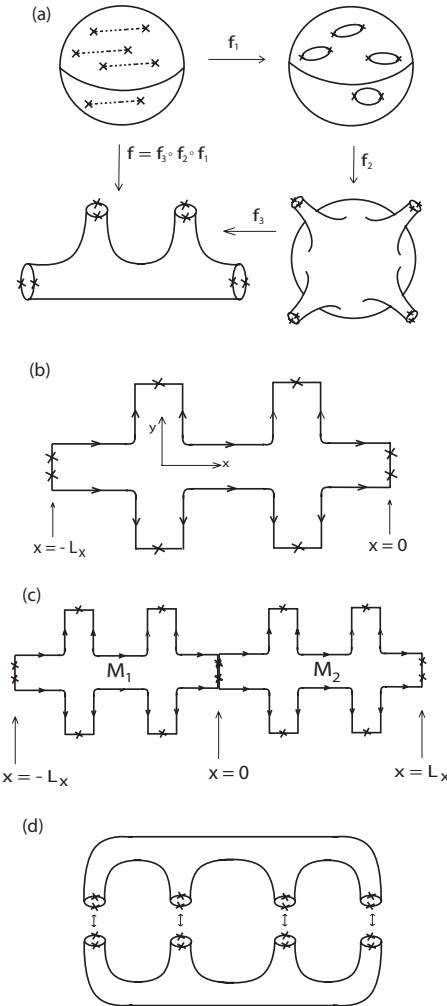 (a)
f₁
f = f₃ ∘ f₂ ∘ f₁
f₂
f₃
(b)
y
x
x = - Lₓ
x = 0
(c)
M₁
M₂
x = - Lₓ
x = 0
x = Lₓ
(d)